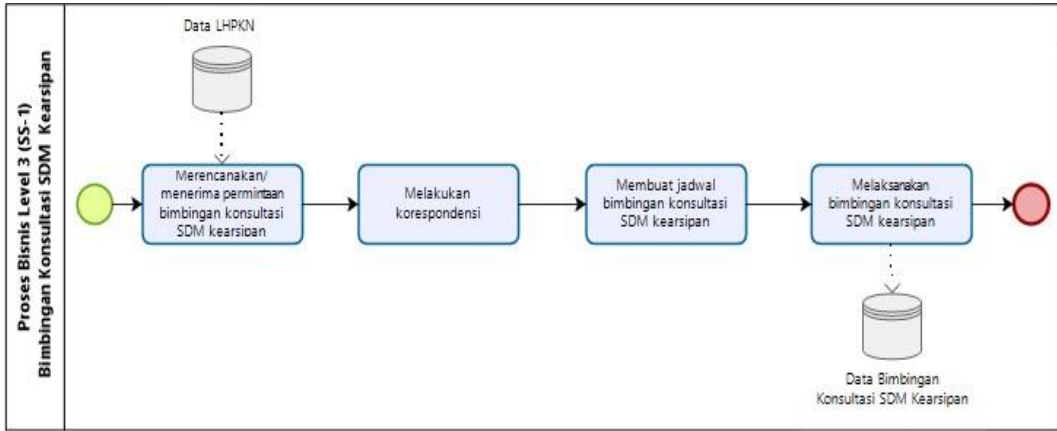 Proses Bisnis Level 3 (SS-1)
Bimbingan Konsultasi SDM Kearsipan
Data LHPKN
Merencanakan/
menerima permintaan
bimbingan konsultasi
SDM kearsipan
Melakukan
korespondensi
Membuat jadwal
bimbingan konsultasi
SDM kearsipan
Melaksanakan
bimbingan konsultasi
SDM kearsipan
Data Bimbingan
Konsultasi SDM Kearsipan